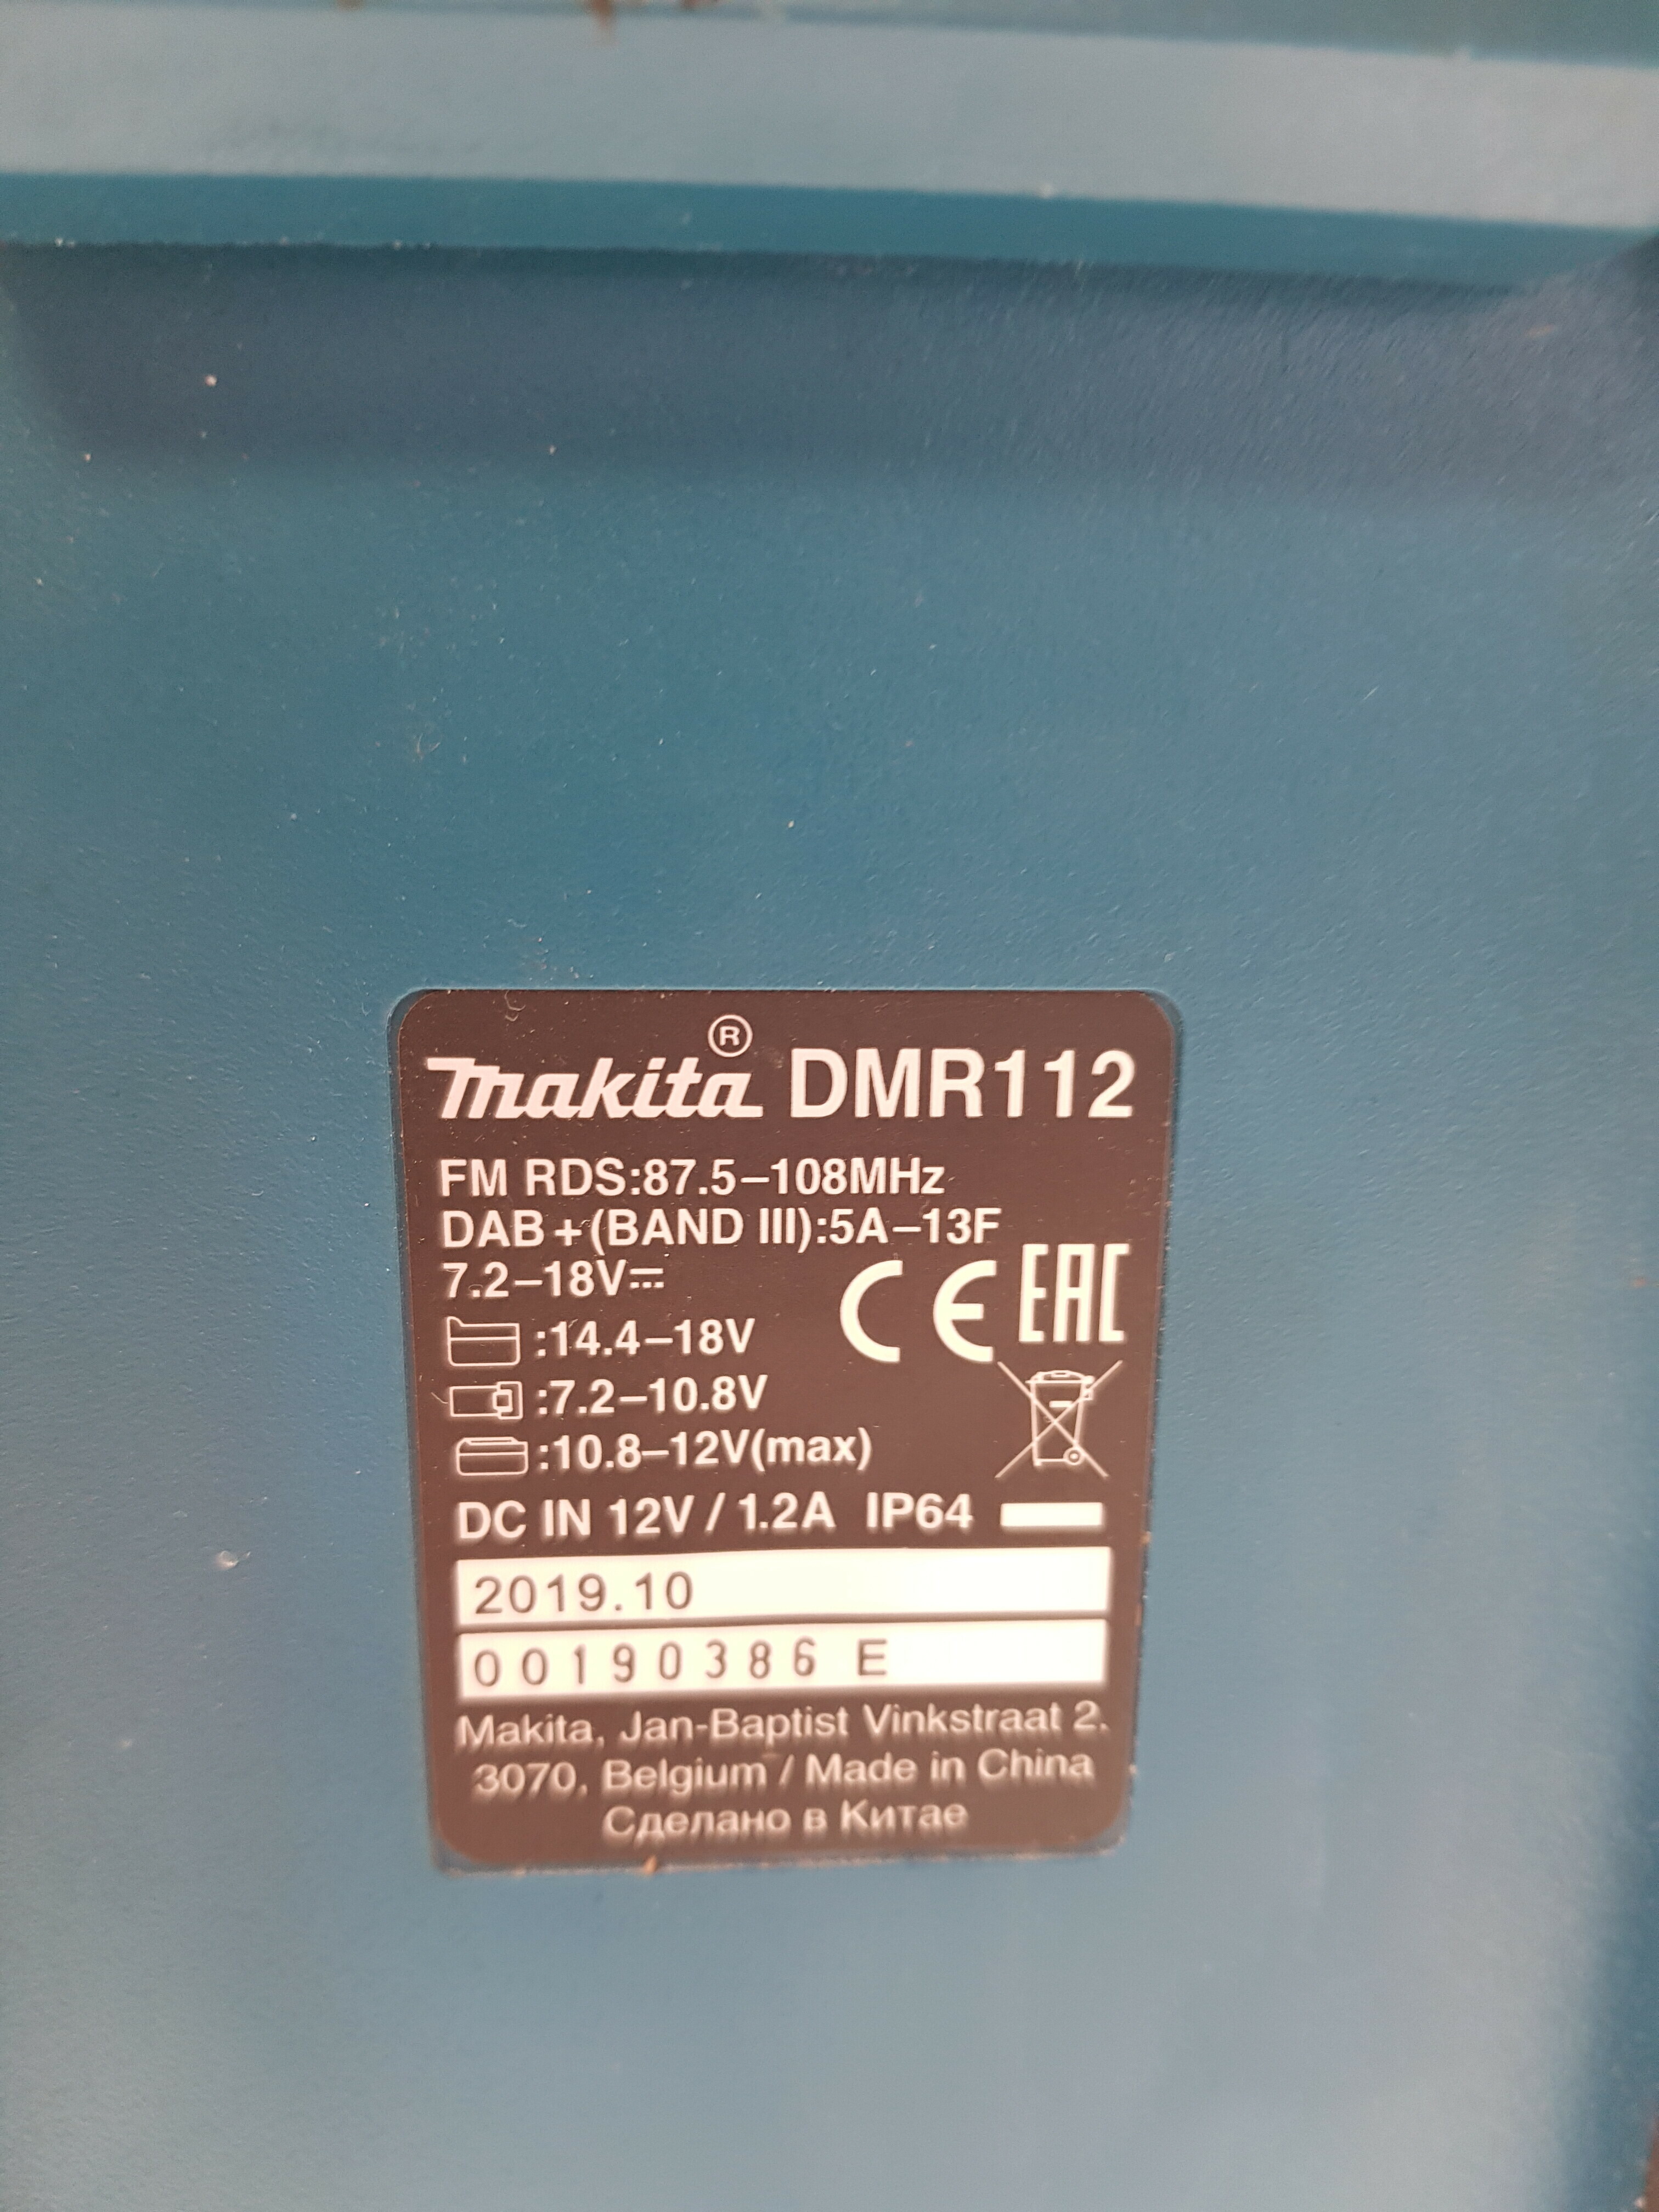 makita® DMR112
FM RDS:87.5–108MHz
DAB+(BAND III):5A–13F
7.2–18V⎓
:14.4–18V
CE EAC
:7.2–10.8V
:10.8–12V(max)
DC IN 12V / 1.2A IP64
2019.10
00190386 E
Makita, Jan-Baptist Vinkstraat 2,
3070, Belgium / Made in China
Сделано в Китае